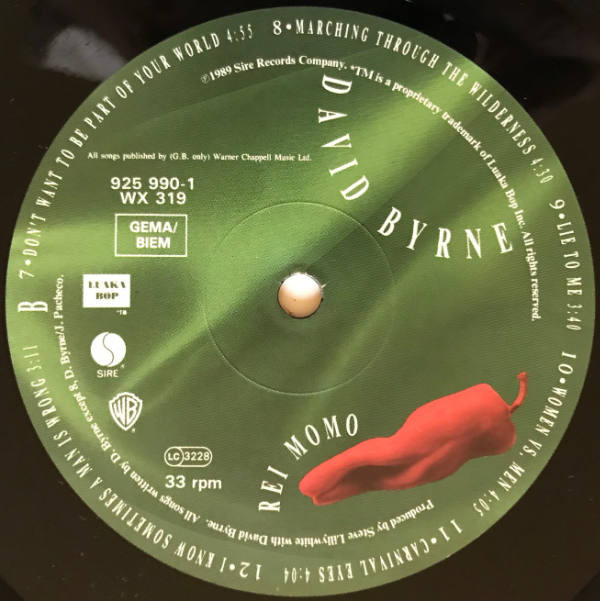 B 7•DON'T WANT TO BE PART OF YOUR WORLD 4:55 8•MARCHING THROUGH THE WILDERNESS 4:30 9•LIE TO ME 3:40 10•WOMEN VS. MEN 4:05 11•CARNIVAL EYES 4:04 12•I KNOW SOMETIMES A MAN IS WRONG 3:11
℗1989 Sire Records Company. *TM is a proprietary trademark of Luaka Bop Inc. All rights reserved.
DAVID BYRNE
All songs published by (G.B. only) Warner Chappell Music Ltd.
925 990-1
WX 319
GEMA/
BIEM
LUAKA
BOP
*TM
S
SIRE
WB
LC 3228
33 rpm
REI MOMO
Produced by Steve Lillywhite with David Byrne. All songs written by D. Byrne except 8, D. Byrne/J. Pacheco.